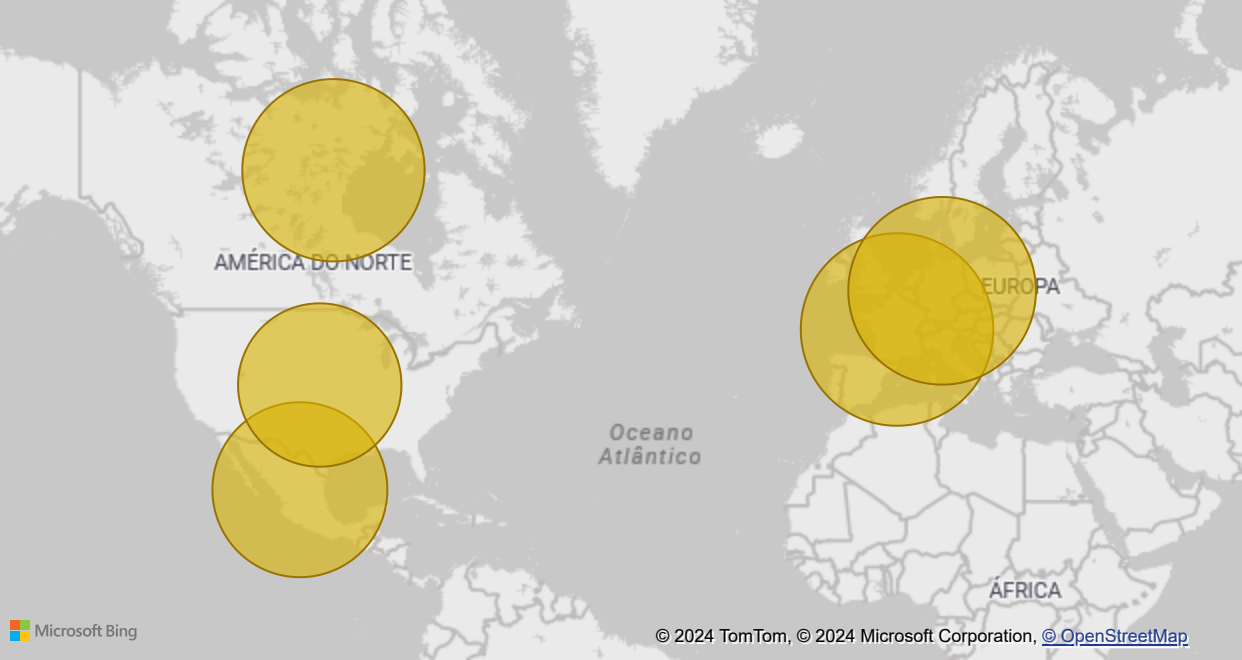 AMÉRICA DO NORTE
EUROPA
Oceano
Atlântico
ÁFRICA
Microsoft Bing
© 2024 TomTom, © 2024 Microsoft Corporation, © OpenStreetMap